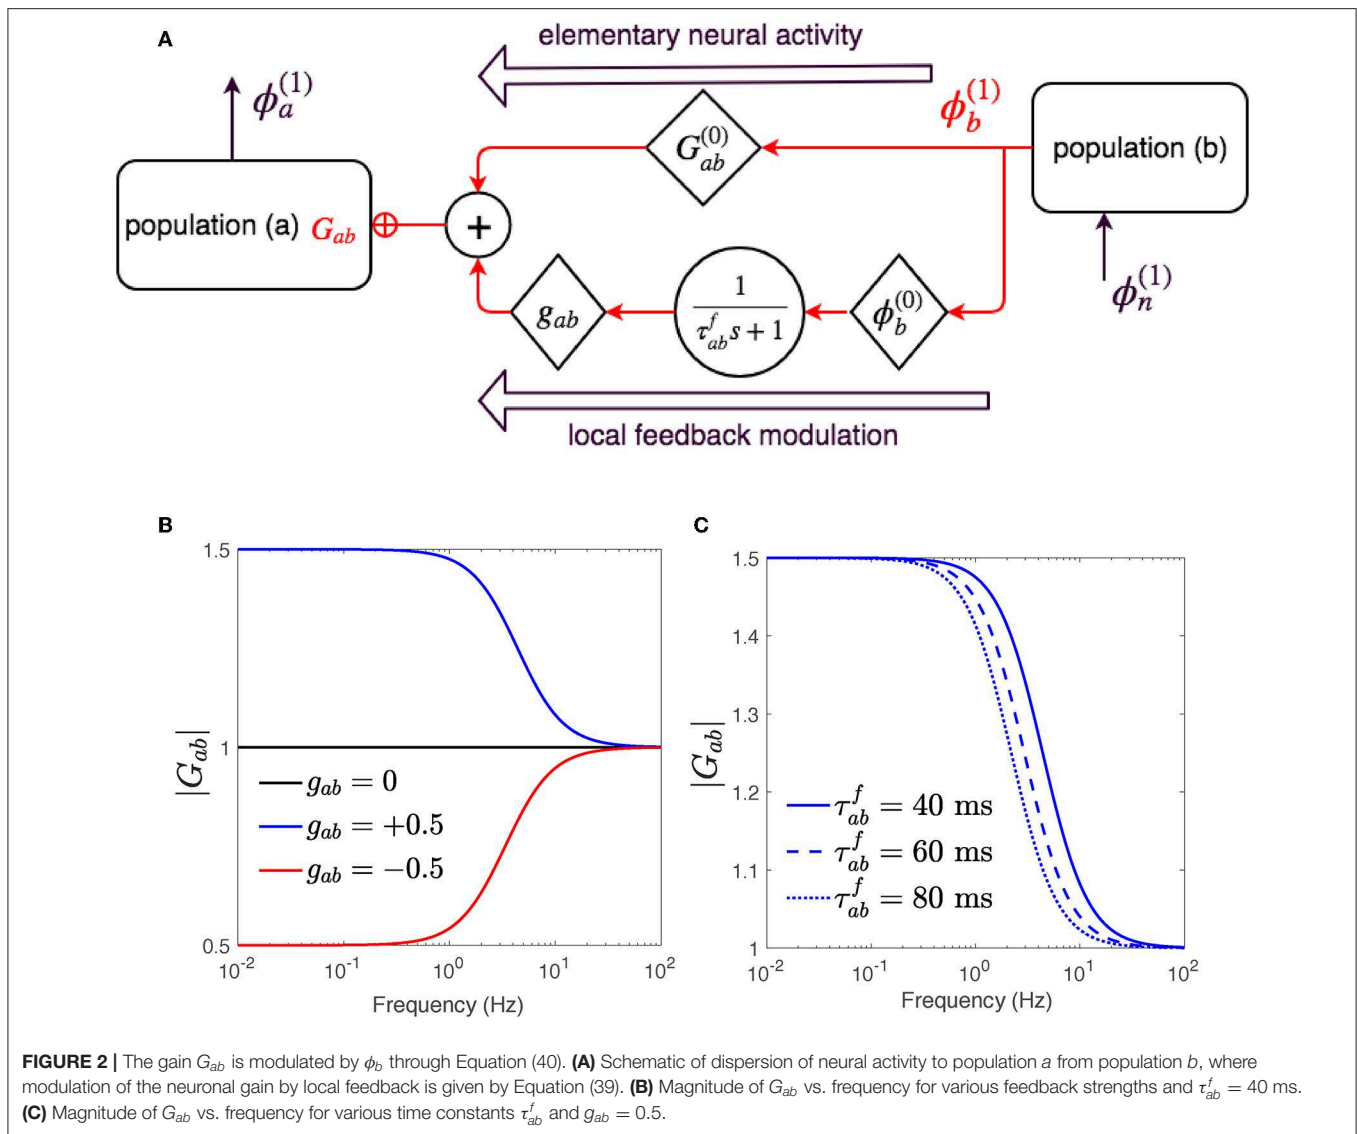 A
elementary neural activity
ϕ_a^(1)
ϕ_b^(1)
G_ab^(0)
population (b)
population (a) G_ab
+
ϕ_n^(1)
g_ab
1 / (τ_ab^f s + 1)
ϕ_b^(0)
local feedback modulation
B
1.5
1
0.5
|G_ab|
g_ab = 0
g_ab = +0.5
g_ab = −0.5
10^-2 10^-1 10^0 10^1 10^2
Frequency (Hz)
C
1.5
1.4
1.3
1.2
1.1
1
|G_ab|
τ_ab^f = 40 ms
τ_ab^f = 60 ms
τ_ab^f = 80 ms
10^-2 10^-1 10^0 10^1 10^2
Frequency (Hz)
FIGURE 2 | The gain G_ab is modulated by ϕ_b through Equation (40). (A) Schematic of dispersion of neural activity to population a from population b, where
modulation of the neuronal gain by local feedback is given by Equation (39). (B) Magnitude of G_ab vs. frequency for various feedback strengths and τ_ab^f = 40 ms.
(C) Magnitude of G_ab vs. frequency for various time constants τ_ab^f and g_ab = 0.5.